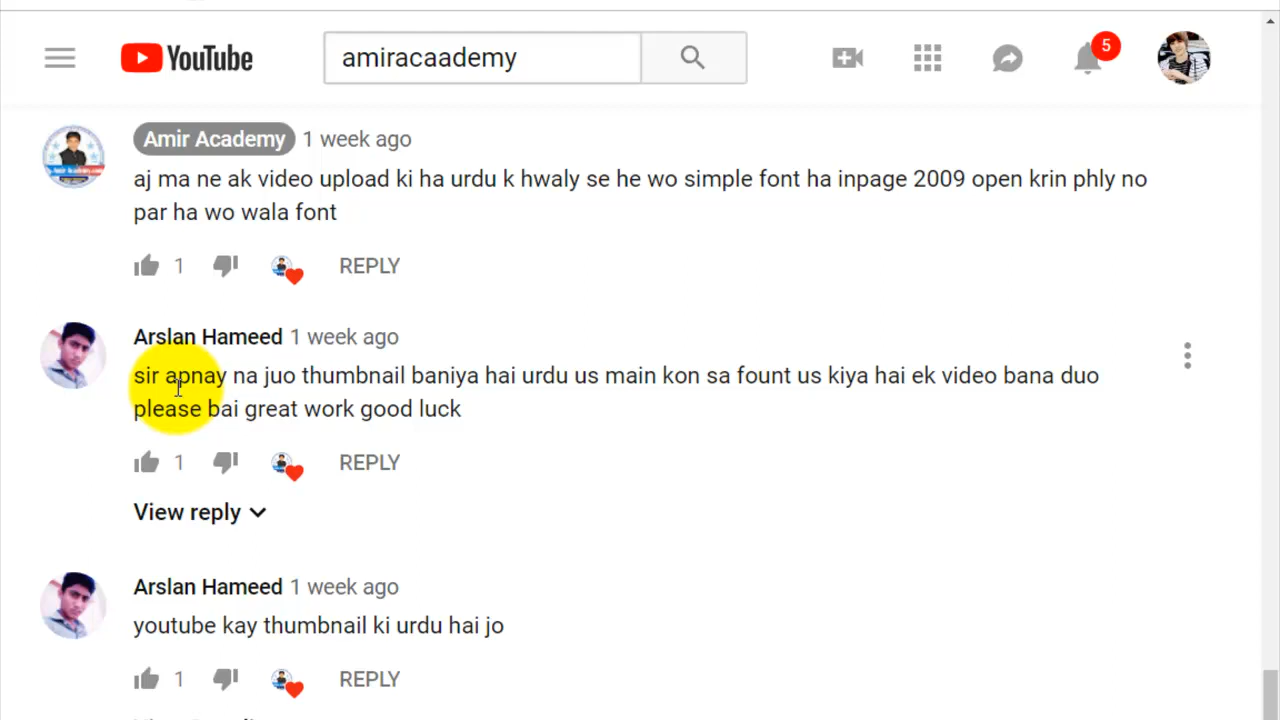 YouTube
amiracaademy
5
Amir Academy 1 week ago
aj ma ne ak video upload ki ha urdu k hwaly se he wo simple font ha inpage 2009 open krin phly no
par ha wo wala font
1 REPLY
Arslan Hameed 1 week ago
sir apnay na juo thumbnail baniya hai urdu us main kon sa fount us kiya hai ek video bana duo
please bai great work good luck
1 REPLY
View reply
Arslan Hameed 1 week ago
youtube kay thumbnail ki urdu hai jo
1 REPLY